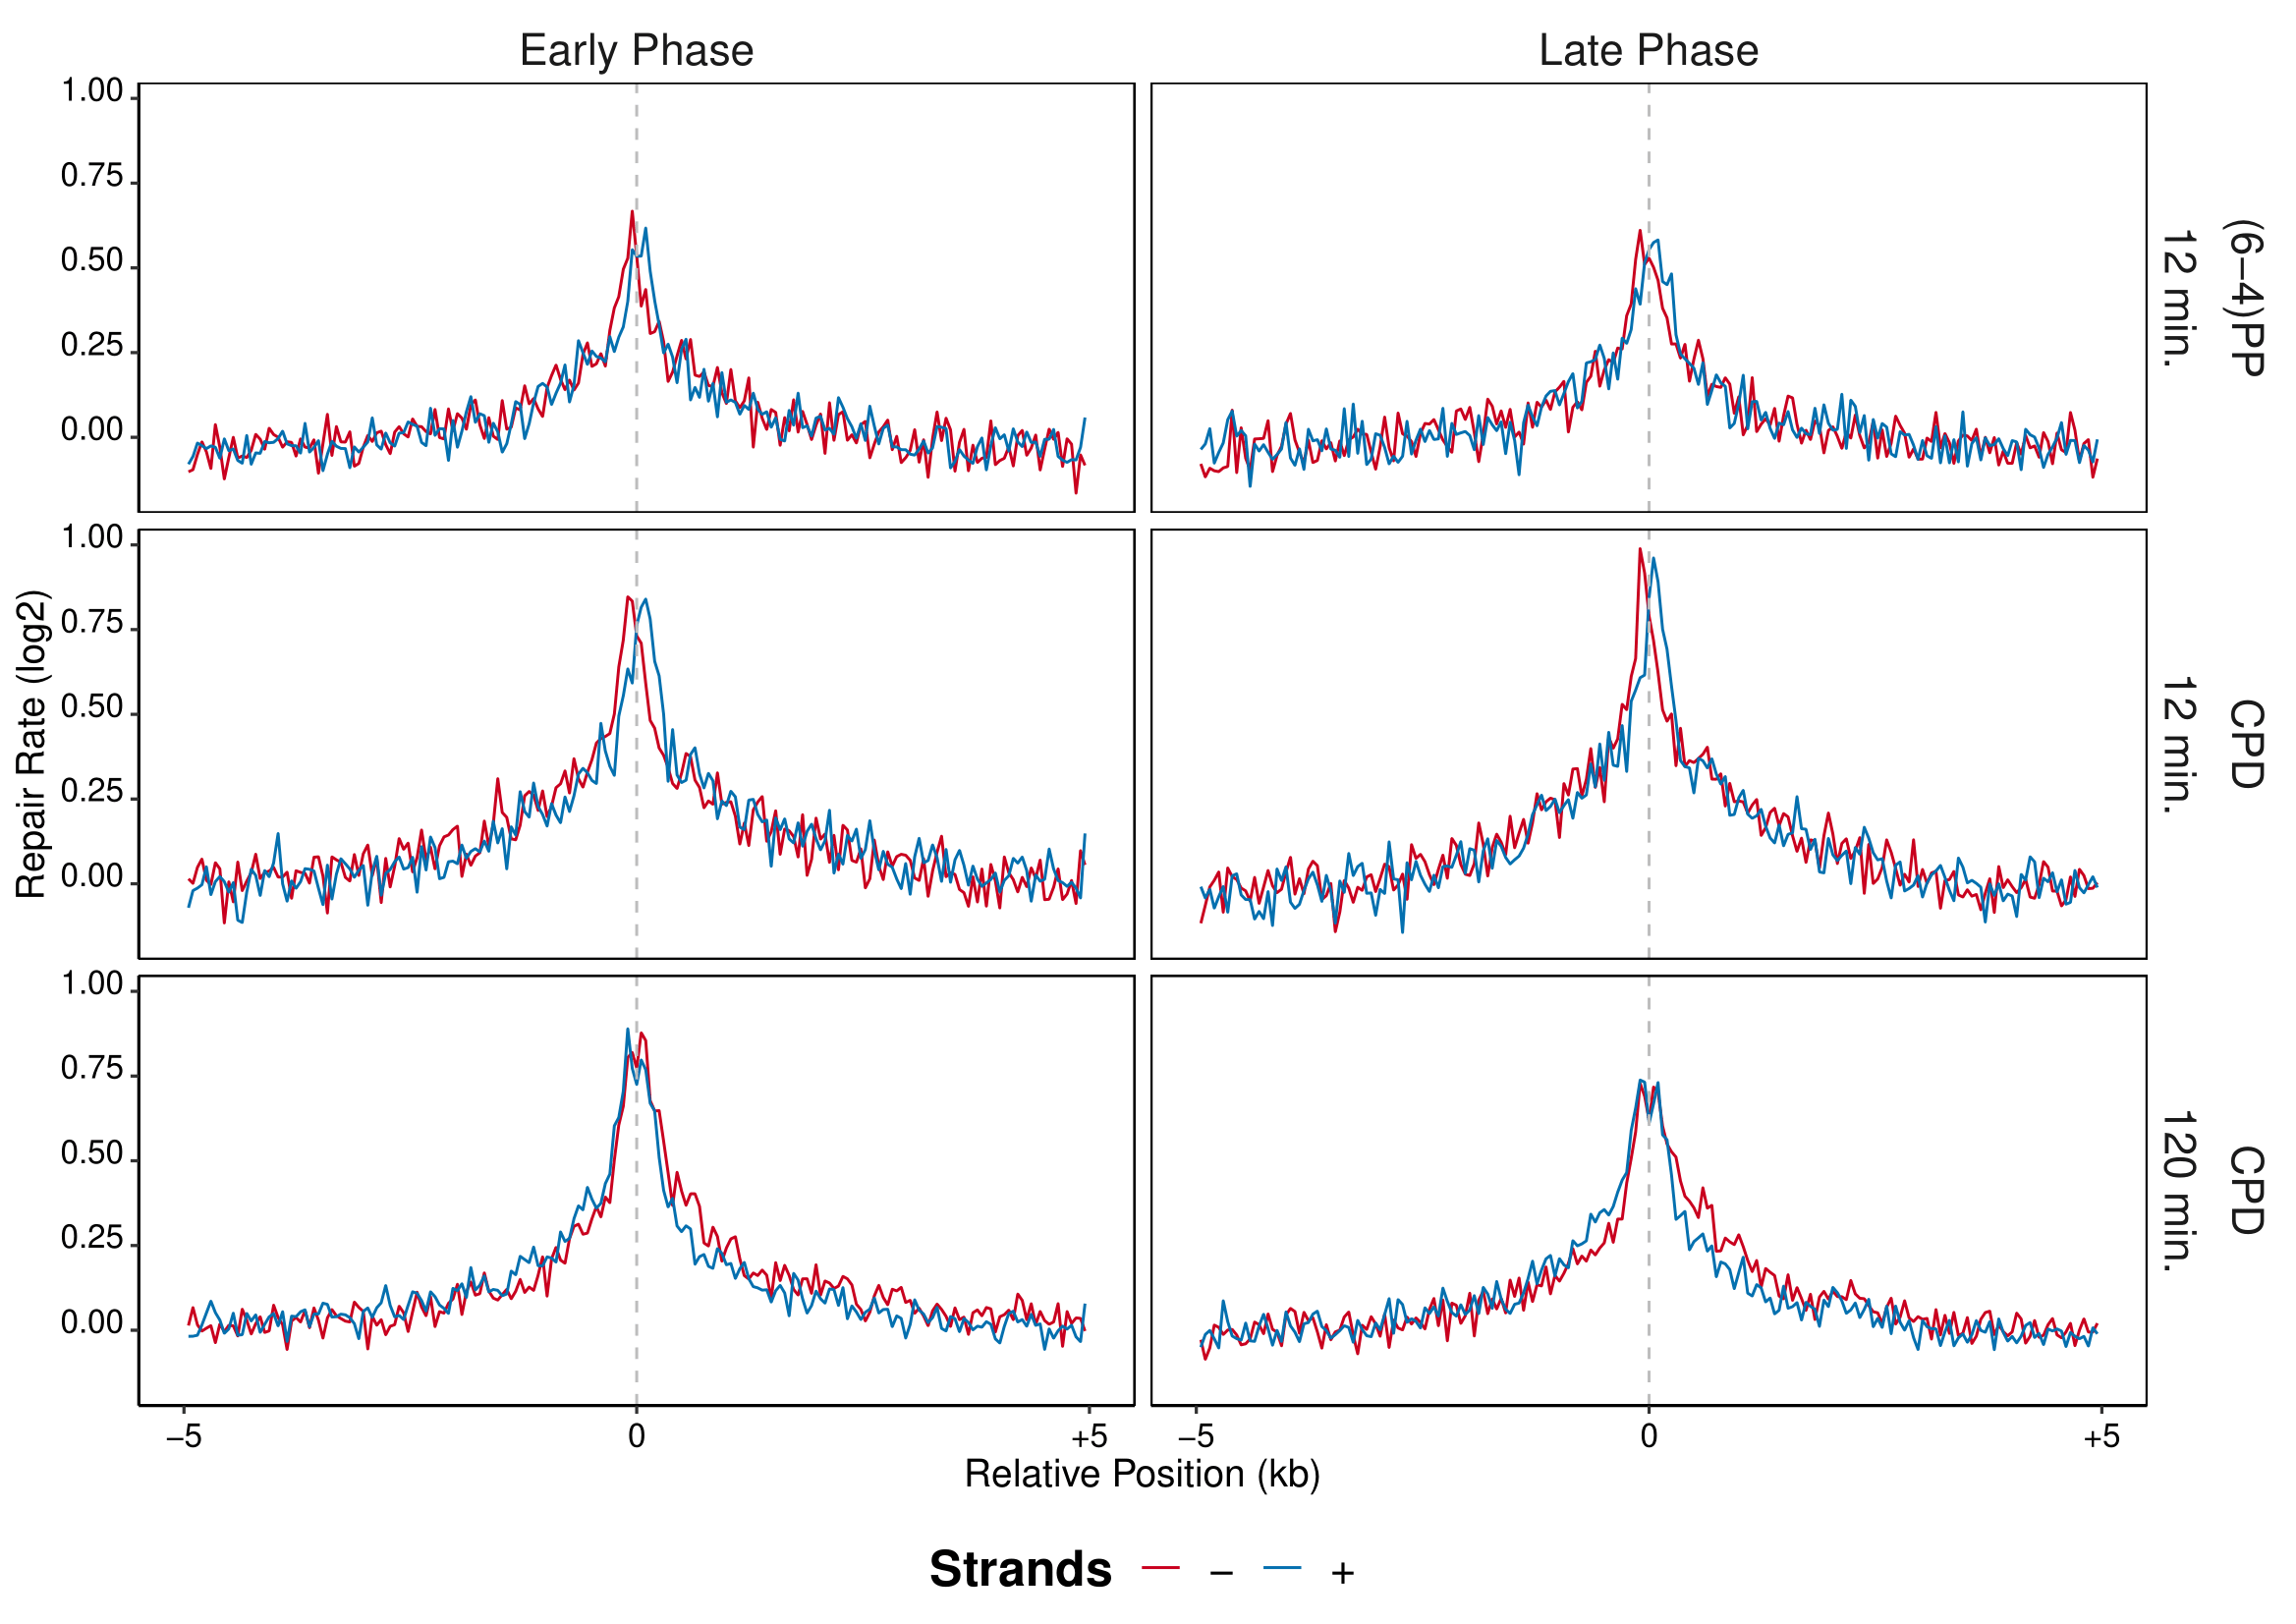 Early Phase
Late Phase
1.00
0.75
0.50
0.25
0.00
(6−4)PP
12 min.
1.00
0.75
0.50
0.25
0.00
CPD
12 min.
1.00
0.75
0.50
0.25
0.00
CPD
120 min.
Repair Rate (log2)
−5
0
+5
−5
0
+5
Relative Position (kb)
Strands − +